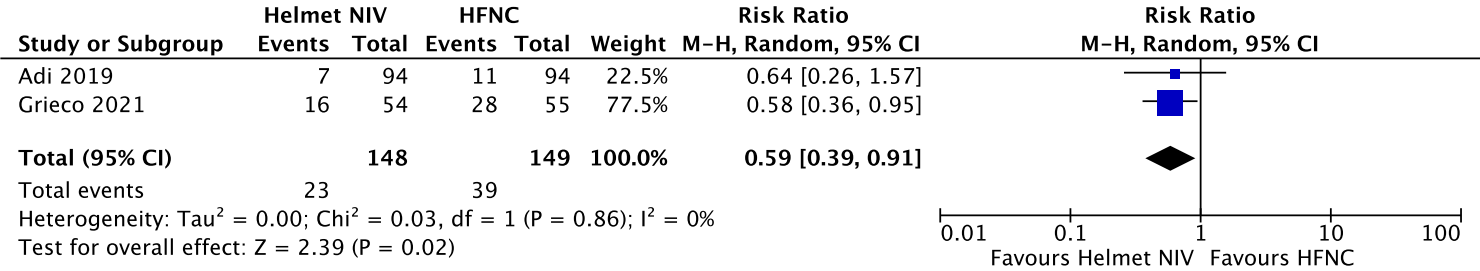 Helmet NIV HFNC Risk Ratio Risk Ratio
Study or Subgroup Events Total Events Total Weight M-H, Random, 95% CI M-H, Random, 95% CI
Adi 2019 7 94 11 94 22.5% 0.64 [0.26, 1.57]
Grieco 2021 16 54 28 55 77.5% 0.58 [0.36, 0.95]
Total (95% CI) 148 149 100.0% 0.59 [0.39, 0.91]
Total events 23 39
Heterogeneity: Tau² = 0.00; Chi² = 0.03, df = 1 (P = 0.86); I² = 0%
Test for overall effect: Z = 2.39 (P = 0.02)
0.01 0.1 1 10 100
Favours Helmet NIV Favours HFNC